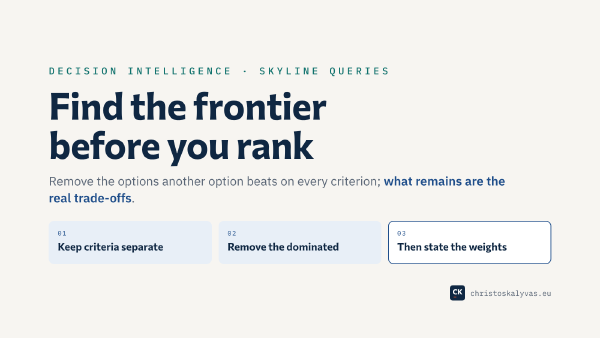 DECISION INTELLIGENCE · SKYLINE QUERIES
Find the frontier
before you rank
Remove the options another option beats on every criterion; what remains are the
real trade-offs.
01
Keep criteria separate
02
Remove the dominated
03
Then state the weights
CK christoskalyvas.eu